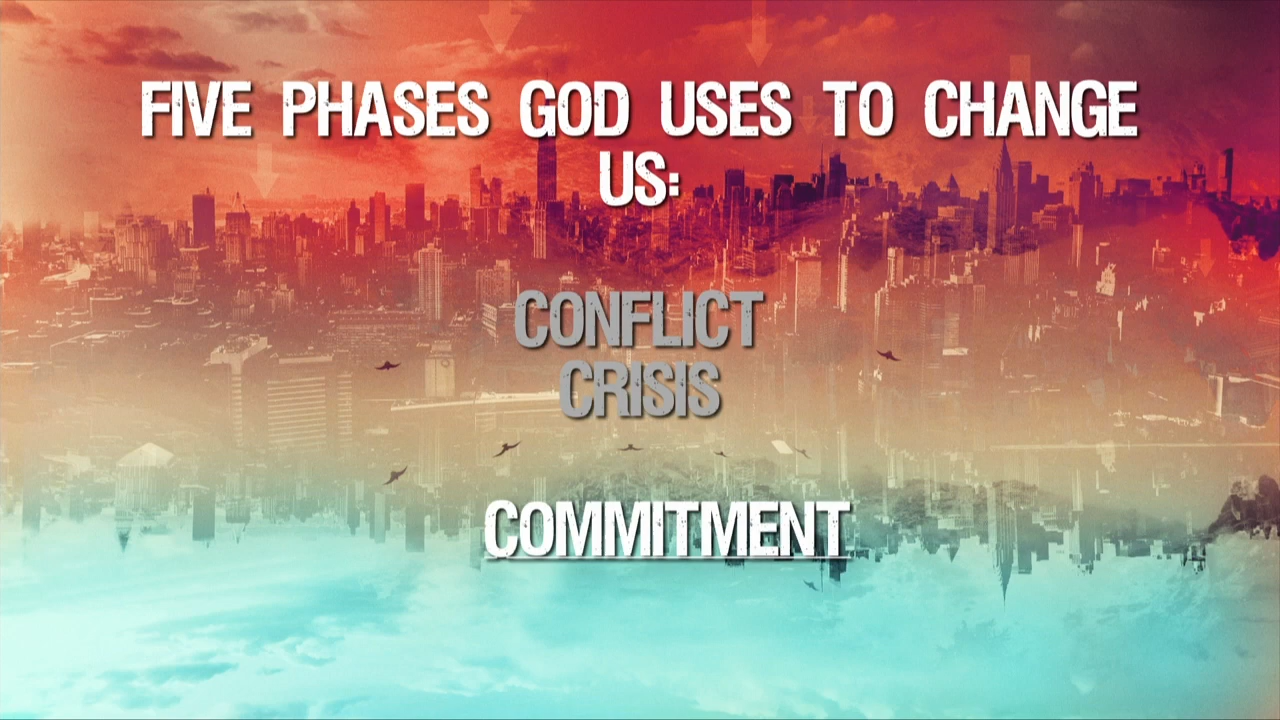 FIVE PHASES GOD USES TO CHANGE
US:
CONFLICT
CRISIS
COMMITMENT